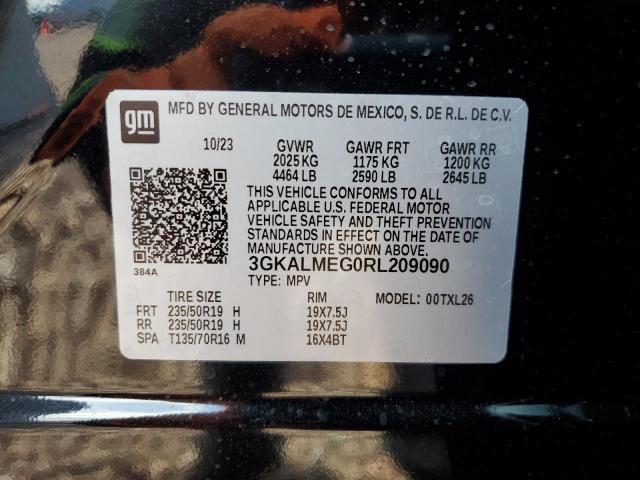 gm MFD BY GENERAL MOTORS DE MEXICO, S. DE R.L. DE C.V.
10/23 GVWR GAWR FRT GAWR RR
2025 KG 1175 KG 1200 KG
4464 LB 2590 LB 2645 LB
THIS VEHICLE CONFORMS TO ALL
APPLICABLE U.S. FEDERAL MOTOR
VEHICLE SAFETY AND THEFT PREVENTION
STANDARDS IN EFFECT ON THE DATE
OF MANUFACTURE SHOWN ABOVE.
384A
3GKALMEG0RL209090
TYPE: MPV
TIRE SIZE RIM MODEL: 00TXL26
FRT 235/50R19 H 19X7.5J
RR 235/50R19 H 19X7.5J
SPA T135/70R16 M 16X4BT